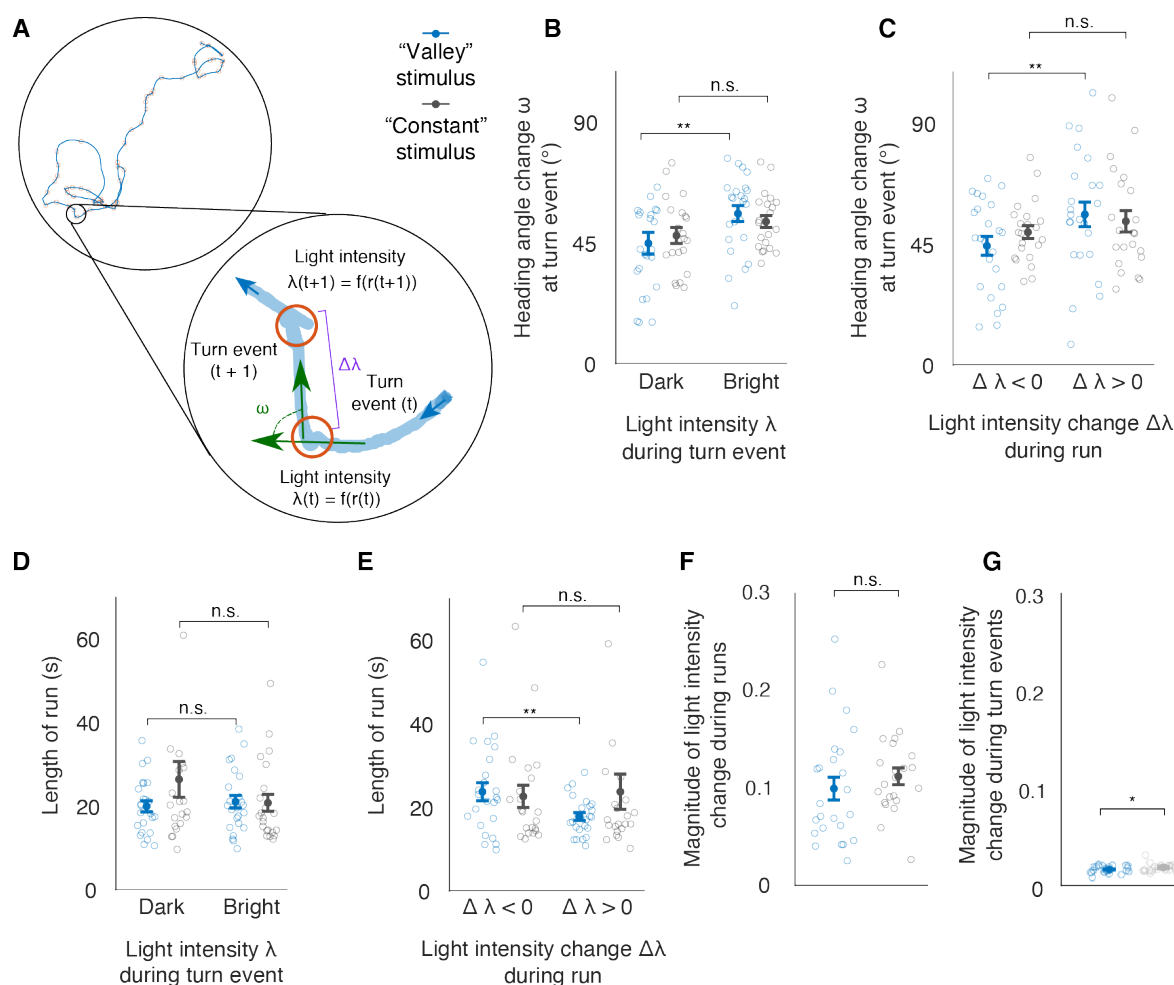 A
“Valley”
stimulus
“Constant”
stimulus
Light intensity
λ(t+1) = f(r(t+1))
Turn event
(t + 1)
Δλ
Turn
event (t)
ω
Light intensity
λ(t) = f(r(t))
B
Heading angle change ω
at turn event (°)
90
45
0
n.s.
**
Dark
Bright
Light intensity λ
during turn event
C
Heading angle change ω
at turn event (°)
90
45
0
n.s.
**
Δ λ < 0
Δ λ > 0
Light intensity change Δλ
during run
D
Length of run (s)
60
40
20
0
n.s.
n.s.
Dark
Bright
Light intensity λ
during turn event
E
Length of run (s)
60
40
20
0
n.s.
**
Δ λ < 0
Δ λ > 0
Light intensity change Δλ
during run
F
Magnitude of light intensity
change during runs
0.3
0.2
0.1
0
n.s.
G
Magnitude of light intensity
change during turn events
0.3
0.2
0.1
0
*